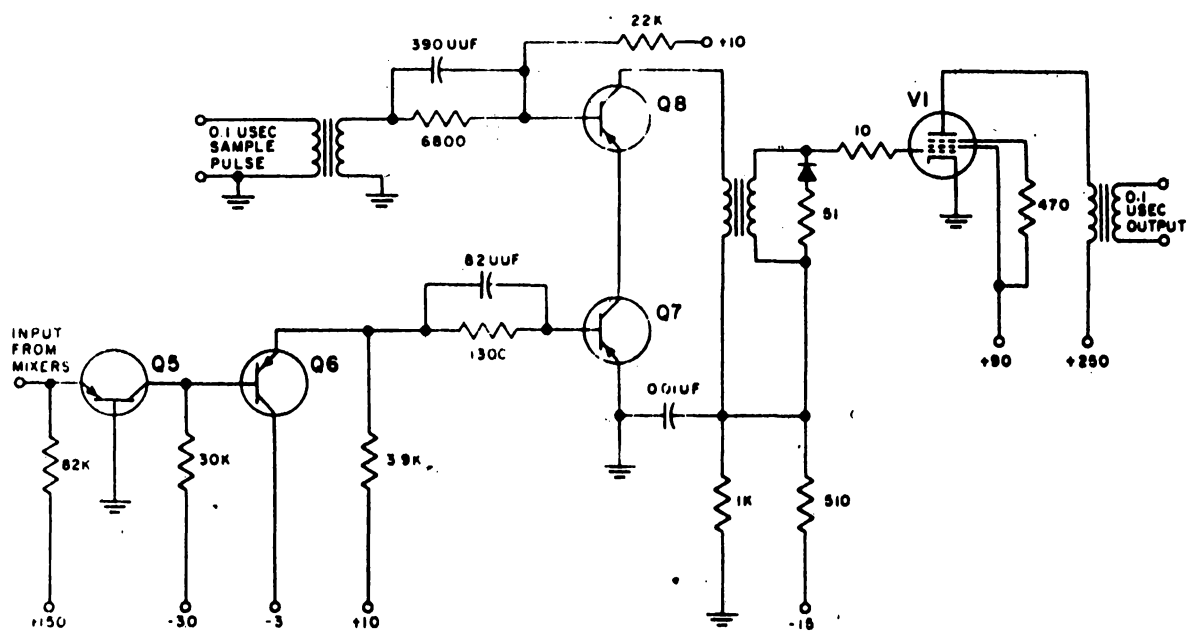 22K
+10
390UUF
Q8
V1
0.1 USEC
SAMPLE
PULSE
6800
10
51
470
0.1
USEC
OUTPUT
82UUF
Q7
INPUT
FROM
MIXERS
Q5
Q6
130C
+90
+250
.001UF
82K
30K
3.9K
1K
510
+150
-30
-3
+10
-15